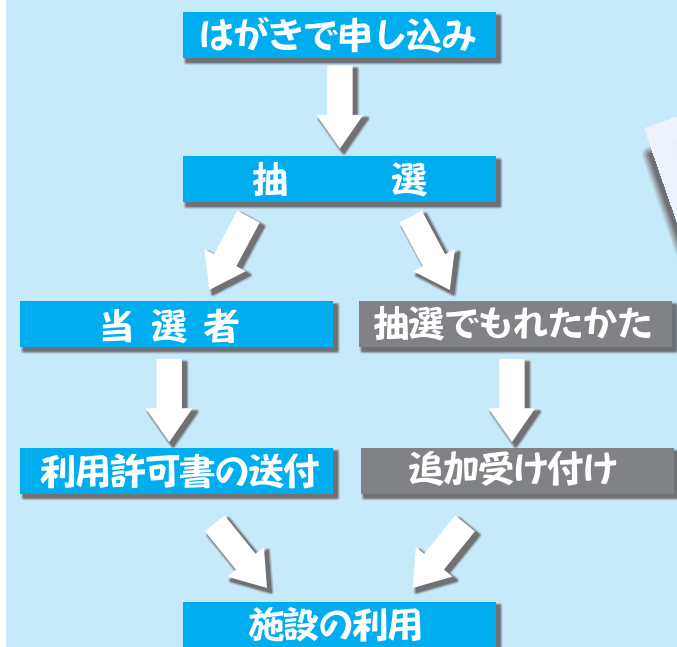 はがきで申し込み
抽選
当選者
抽選でもれたかた
利用許可書の送付
追加受け付け
施設の利用